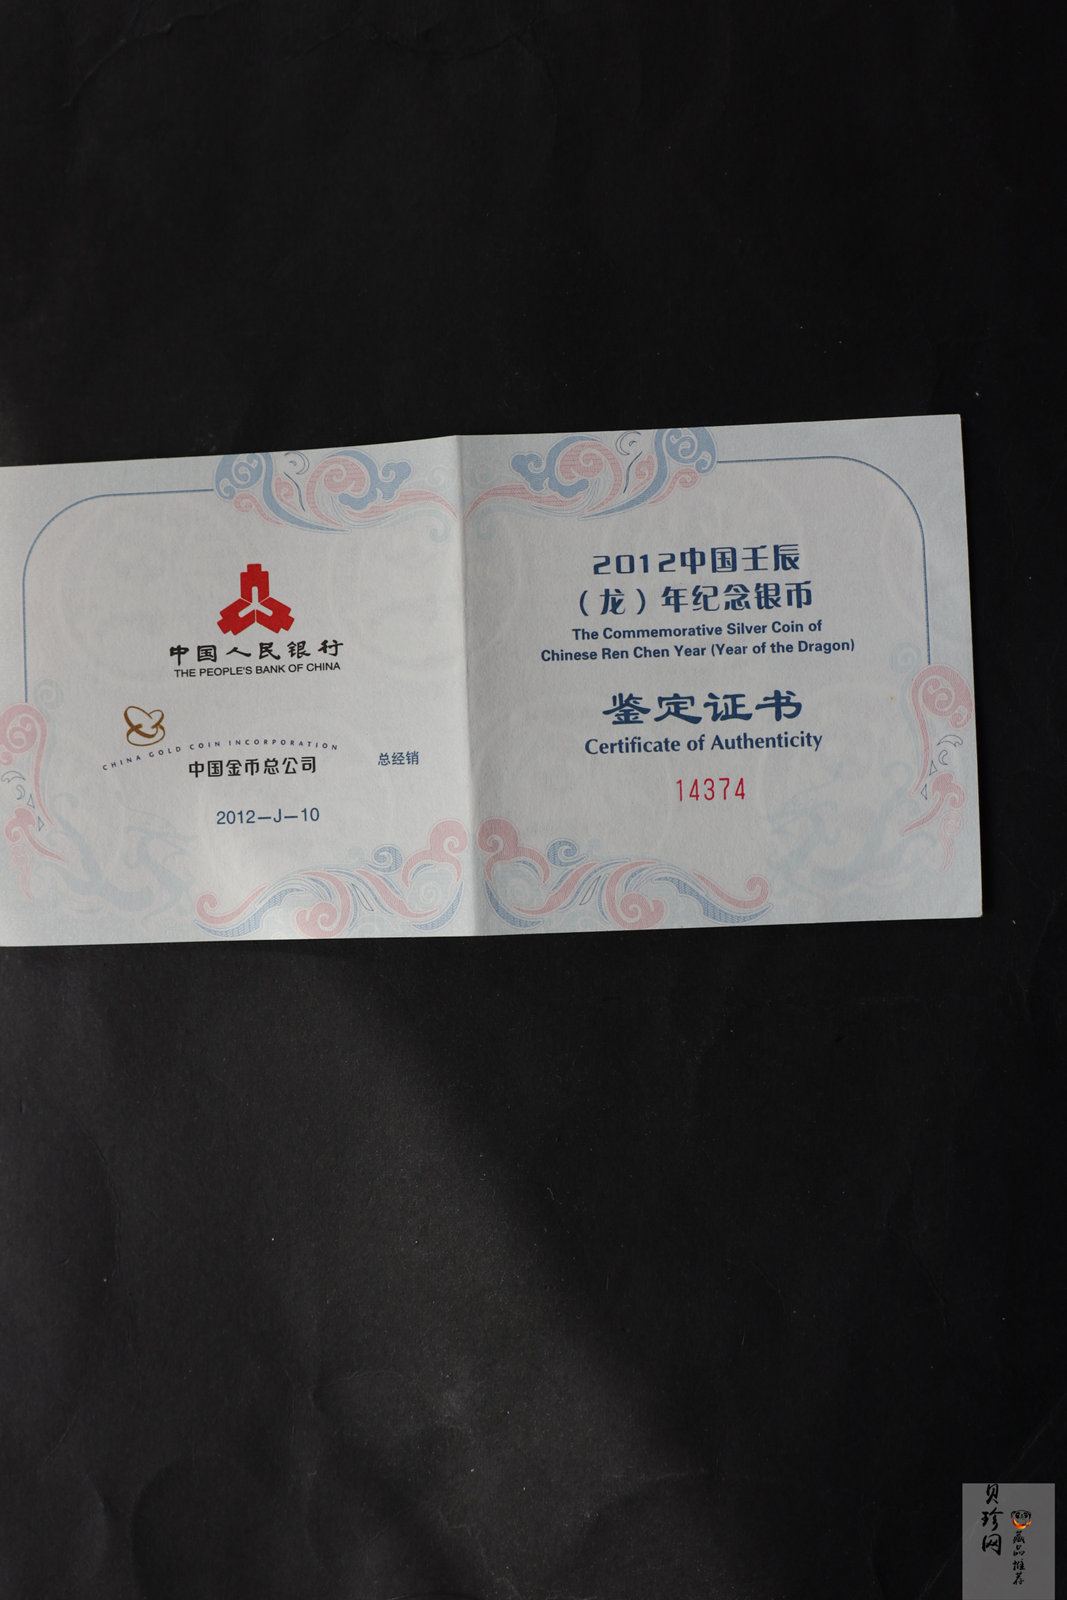 中国人民银行
THE PEOPLE'S BANK OF CHINA
CHINA GOLD COIN INCORPORATION
中国金币总公司
总经销
2012—J—10
2012中国壬辰
（龙）年纪念银币
The Commemorative Silver Coin of
Chinese Ren Chen Year (Year of the Dragon)
鉴定证书
Certificate of Authenticity
14374
贝珍网
藏品推荐